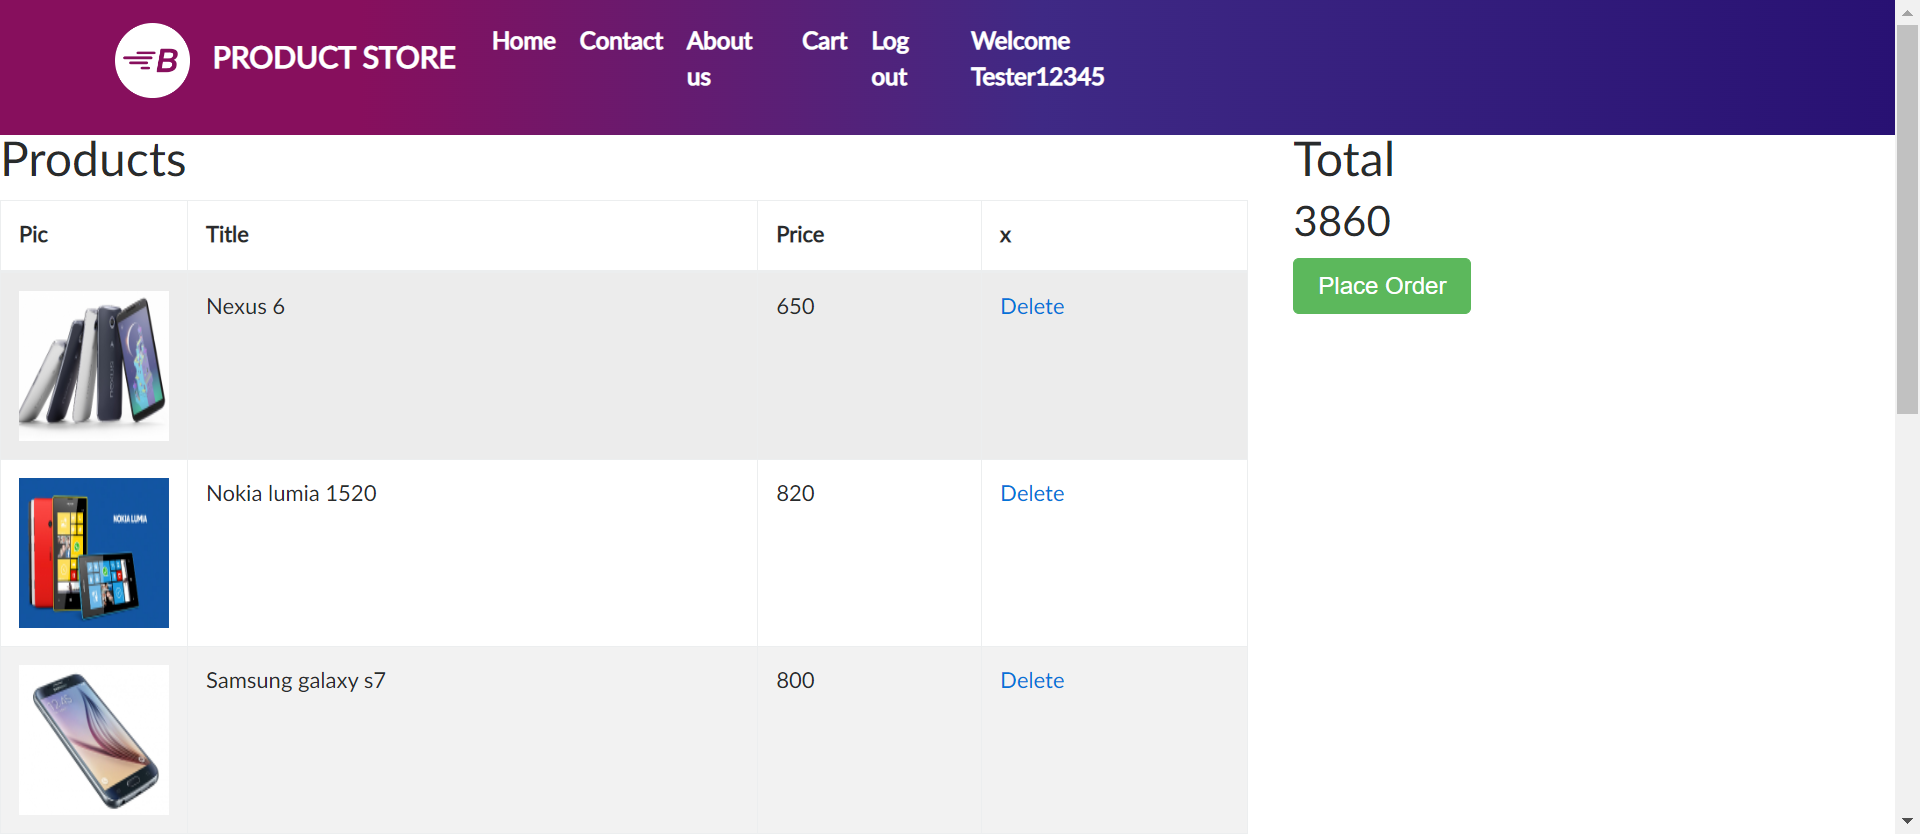 B PRODUCT STORE Home Contact About us Cart Log out Welcome Tester12345
Products
Total
3860
Place Order
Pic Title Price x
Nexus 6 650 Delete
NOKIA LUMIA
Nokia lumia 1520 820 Delete
Samsung galaxy s7 800 Delete